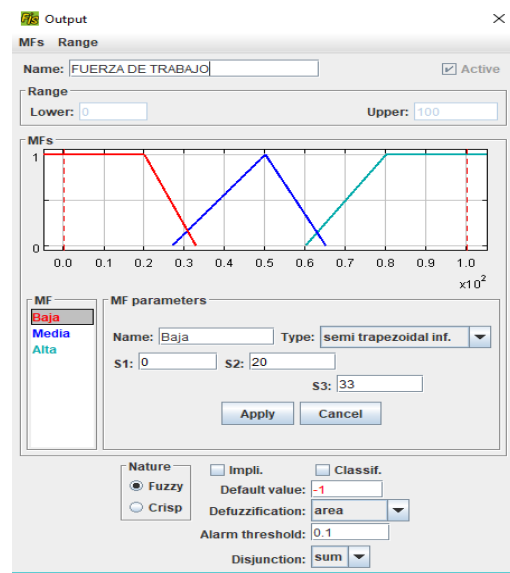 Fis Output
MFs Range
Name: FUERZA DE TRABAJO Active
Range
Lower: 0 Upper: 100
MFs
1
0
0.0 0.1 0.2 0.3 0.4 0.5 0.6 0.7 0.8 0.9 1.0
x10 2
MF
Baja
Media
Alta
MF parameters
Name: Baja Type: semi trapezoidal inf.
S1: 0 S2: 20
S3: 33
Apply Cancel
Nature
Fuzzy
Crisp
Impli. Classif.
Default value: -1
Defuzzification: area
Alarm threshold: 0.1
Disjunction: sum